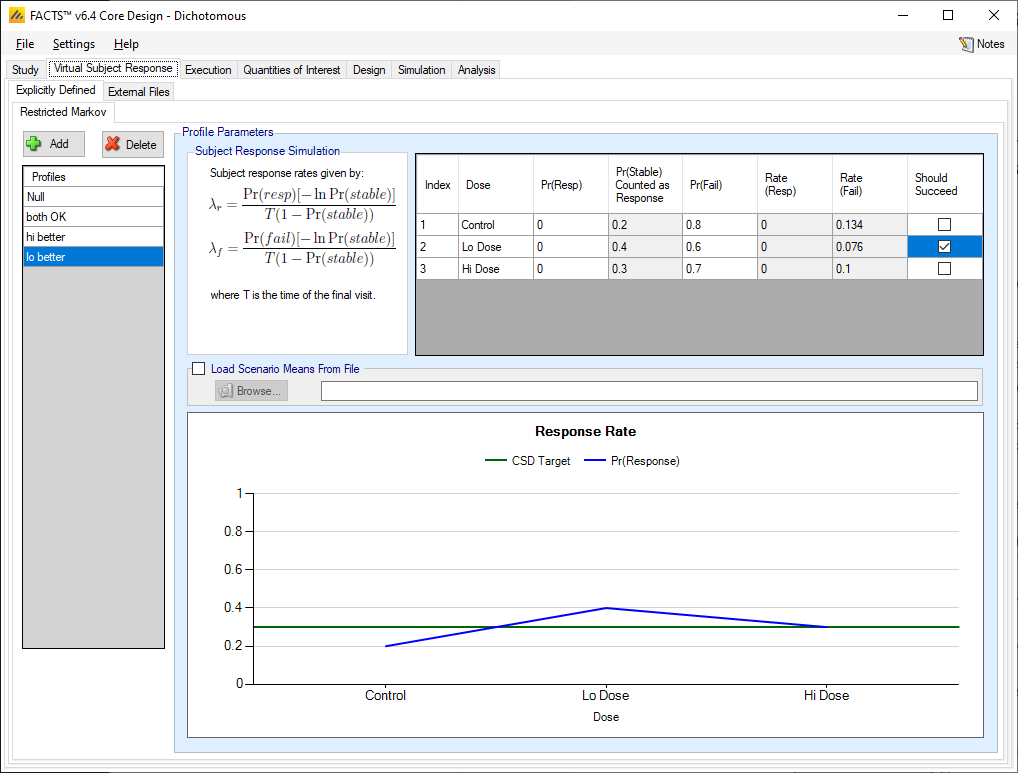 FACTS™ v6.4 Core Design - Dichotomous
File Settings Help Notes
Study Virtual Subject Response Execution Quantities of Interest Design Simulation Analysis
Explicitly Defined External Files
Restricted Markov
Add Delete
Profiles
Null
both OK
hi better
lo better
Profile Parameters
Subject Response Simulation
Subject response rates given by:
λ_r = Pr(resp)[− ln Pr(stable)] / T(1 − Pr(stable))
λ_f = Pr(fail)[− ln Pr(stable)] / T(1 − Pr(stable))
where T is the time of the final visit.
Index Dose Pr(Resp) Pr(Stable) Counted as Response Pr(Fail) Rate (Resp) Rate (Fail) Should Succeed
1 Control 0 0.2 0.8 0 0.134
2 Lo Dose 0 0.4 0.6 0 0.076
3 Hi Dose 0 0.3 0.7 0 0.1
Load Scenario Means From File
Browse...
Response Rate
CSD Target Pr(Response)
1
0.8
0.6
0.4
0.2
0
Control Lo Dose Hi Dose
Dose